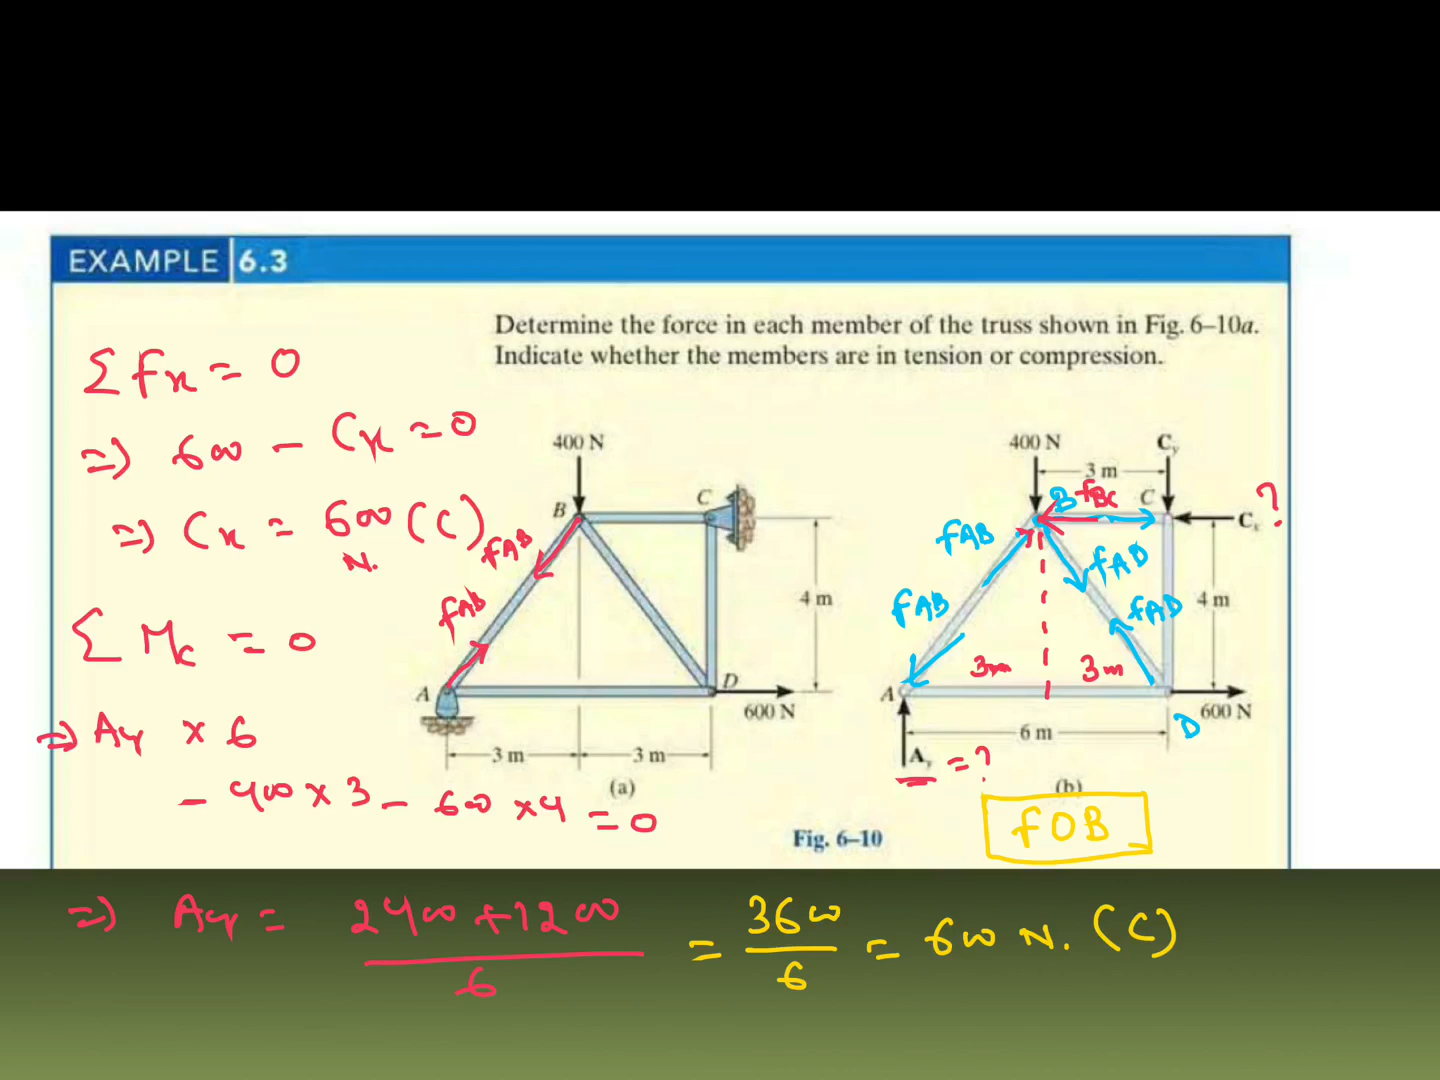 EXAMPLE 6.3
Determine the force in each member of the truss shown in Fig. 6–10a.
Indicate whether the members are in tension or compression.
Σ Fx = 0
=> 600 - Cx = 0
=> Cx = 600 (C)
N.
Σ Mc = 0
=> Ay × 6
- 400 × 3 - 600 × 4 = 0
400 N
B
C
FAB
FAB
A
D
600 N
4 m
3 m
3 m
(a)
400 N
Cy
3 m
B
FBC
C
?
Cx
FAB
FAD
FAB
FAD
4 m
3m
3m
A
600 N
D
6 m
Ay = ?
(b)
FOB
Fig. 6–10
=> Ay = 2400 + 1200
6
= 3600
6
= 600 N. (C)